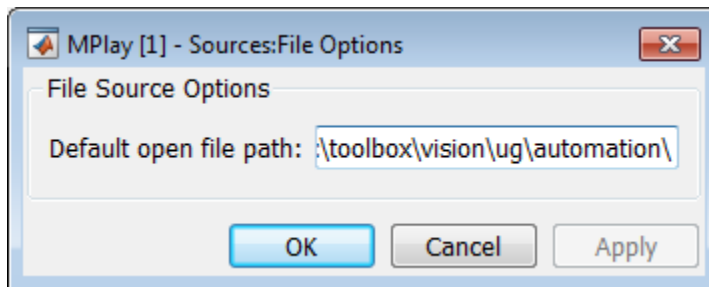 MPlay [1] - Sources:File Options
File Source Options
Default open file path: :\toolbox\vision\ug\automation\
OK Cancel Apply